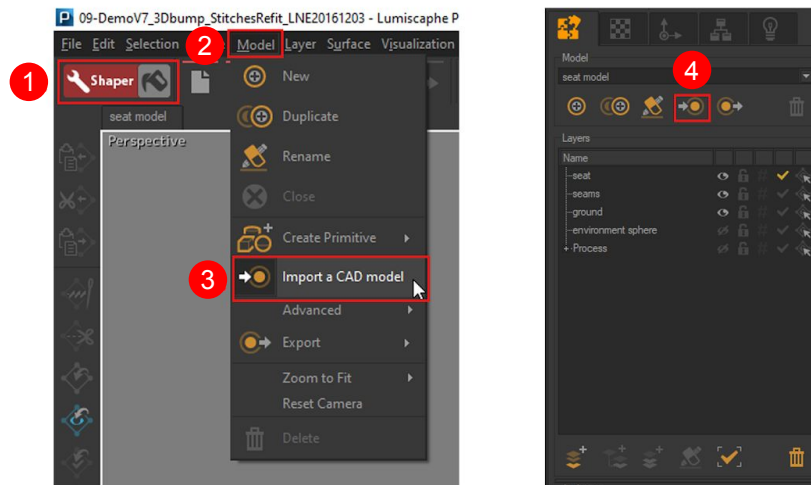 P 09-DemoV7_3Dbump_StitchesRefit_LNE20161203 - Lumiscaphe P
File Edit Selection 2 Model Layer Surface Visualization
1 Shaper
New
seat model
Duplicate
Perspective
Rename
Close
Create Primitive
3 Import a CAD model
Advanced
Export
Zoom to Fit
Reset Camera
Delete
Model
seat model
4
Layers
Name
seat
seams
ground
environment sphere
+ Process